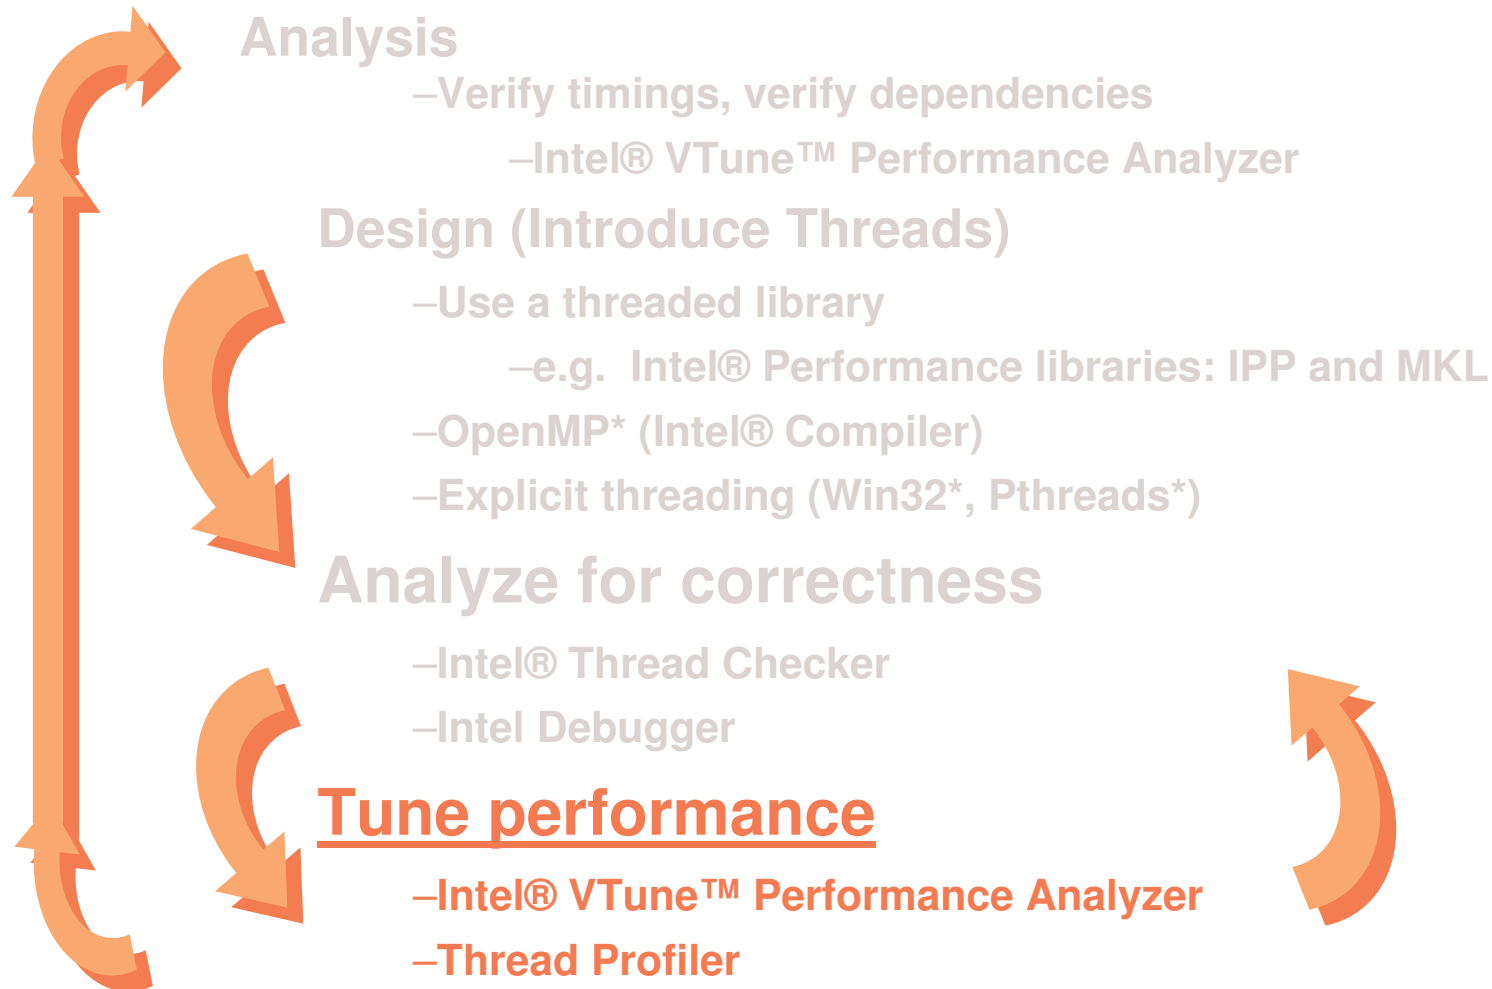 Analysis
–Verify timings, verify dependencies
–Intel® VTune™ Performance Analyzer
Design (Introduce Threads)
–Use a threaded library
–e.g. Intel® Performance libraries: IPP and MKL
–OpenMP* (Intel® Compiler)
–Explicit threading (Win32*, Pthreads*)
Analyze for correctness
–Intel® Thread Checker
–Intel Debugger
Tune performance
–Intel® VTune™ Performance Analyzer
–Thread Profiler